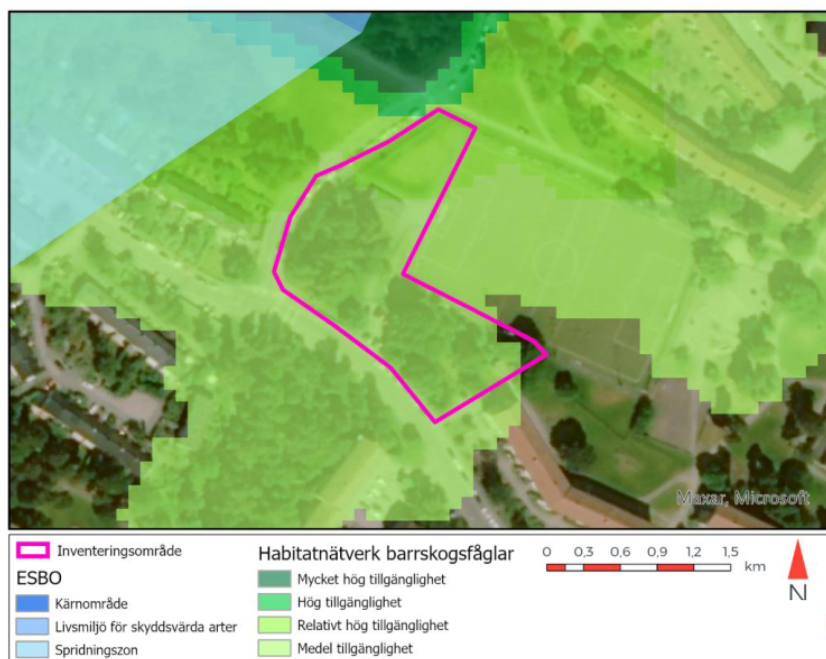 Maxar, Microsoft
Inventeringsområde
ESBO
Kärnområde
Livsmiljö för skyddsvärda arter
Spridningszon
Habitatnätverk barrskogsfåglar
Mycket hög tillgänglighet
Hög tillgänglighet
Relativt hög tillgänglighet
Medel tillgänglighet
0 0,3 0,6 0,9 1,2 1,5
km
N